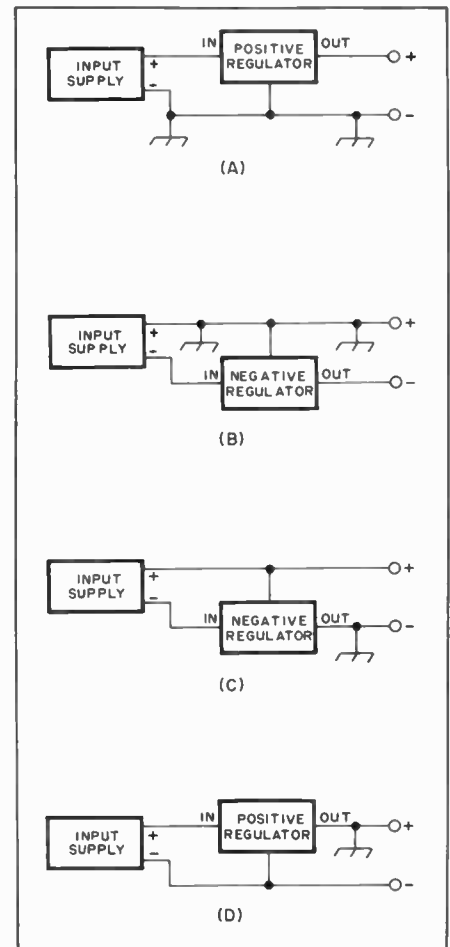 IN POSITIVE REGULATOR OUT +
INPUT SUPPLY + -
-
(A)
INPUT SUPPLY + -
+
IN NEGATIVE REGULATOR OUT -
(B)
INPUT SUPPLY + -
+
IN NEGATIVE REGULATOR OUT -
(C)
IN POSITIVE REGULATOR OUT +
INPUT SUPPLY + -
-
(D)